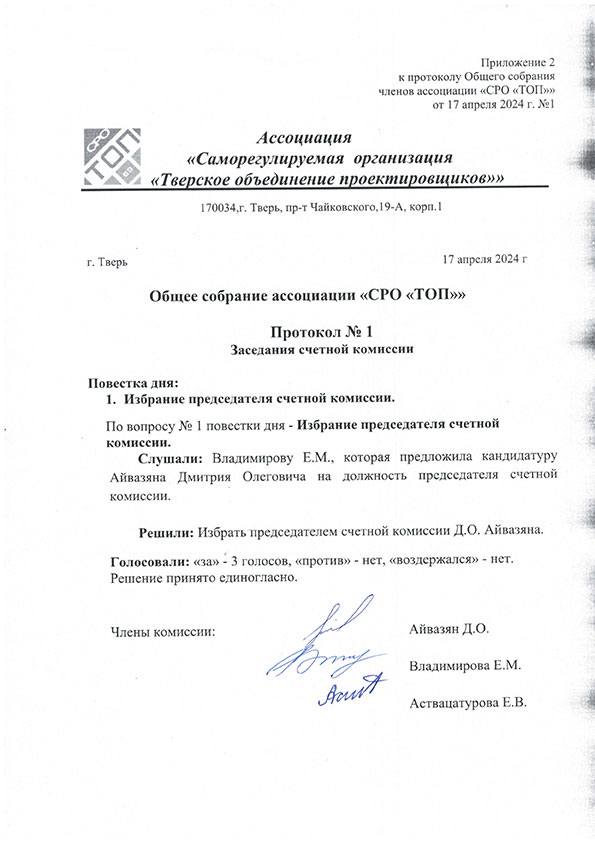 Приложение 2
к протоколу Общего собрания
членов ассоциации «СРО «ТОП»»
от 17 апреля 2024 г. №1
СРО
ТОП
69
Ассоциация
«Саморегулируемая организация
«Тверское объединение проектировщиков»»
170034,г. Тверь, пр-т Чайковского,19-А, корп.1
г. Тверь
17 апреля 2024 г
Общее собрание ассоциации «СРО «ТОП»»
Протокол № 1
Заседания счетной комиссии
Повестка дня:
1. Избрание председателя счетной комиссии.
По вопросу № 1 повестки дня - Избрание председателя счетной
комиссии.
Слушали: Владимирову Е.М., которая предложила кандидатуру
Айвазяна Дмитрия Олеговича на должность председателя счетной
комиссии.
Решили: Избрать председателем счетной комиссии Д.О. Айвазяна.
Голосовали: «за» - 3 голосов, «против» - нет, «воздержался» - нет.
Решение принято единогласно.
Члены комиссии:
Айвазян Д.О.
Владимирова Е.М.
Аствацатурова Е.В.